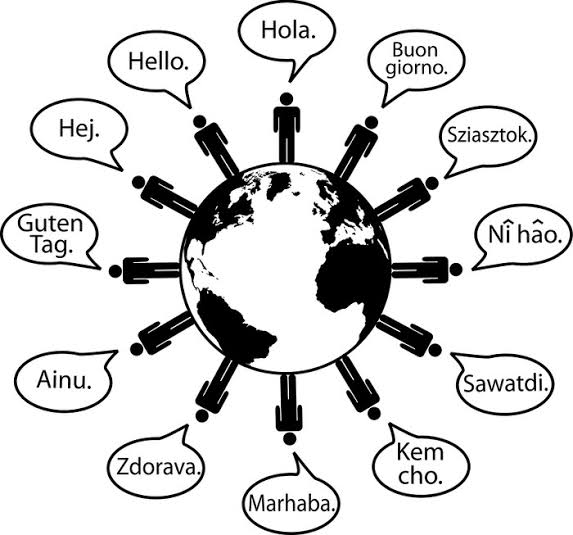 Hola.
Buon
giorno.
Sziasztok.
Nî hâo.
Sawatdi.
Kem
cho.
Marhaba.
Zdorava.
Ainu.
Guten
Tag.
Hej.
Hello.